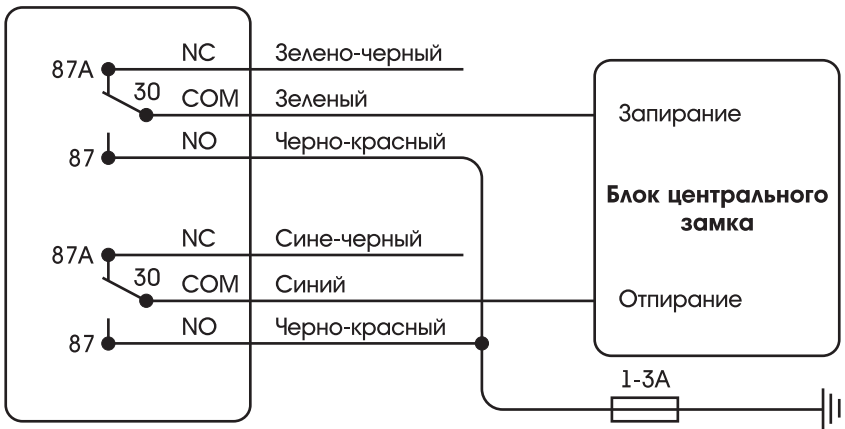 NC Зелено-черный
87A
30 COM Зеленый
Запирание
NO Черно-красный
87
Блок центрального
замка
NC Сине-черный
87A
30 COM Синий
Отпирание
NO Черно-красный
87
1-3А